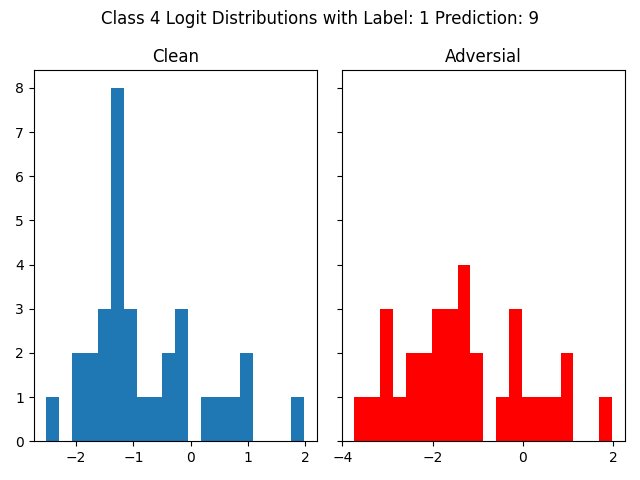 Class 4 Logit Distributions with Label: 1 Prediction: 9
Clean
Adversial
8
7
6
5
4
3
2
1
0
−2 −1 0 1 2
−4 −2 0 2